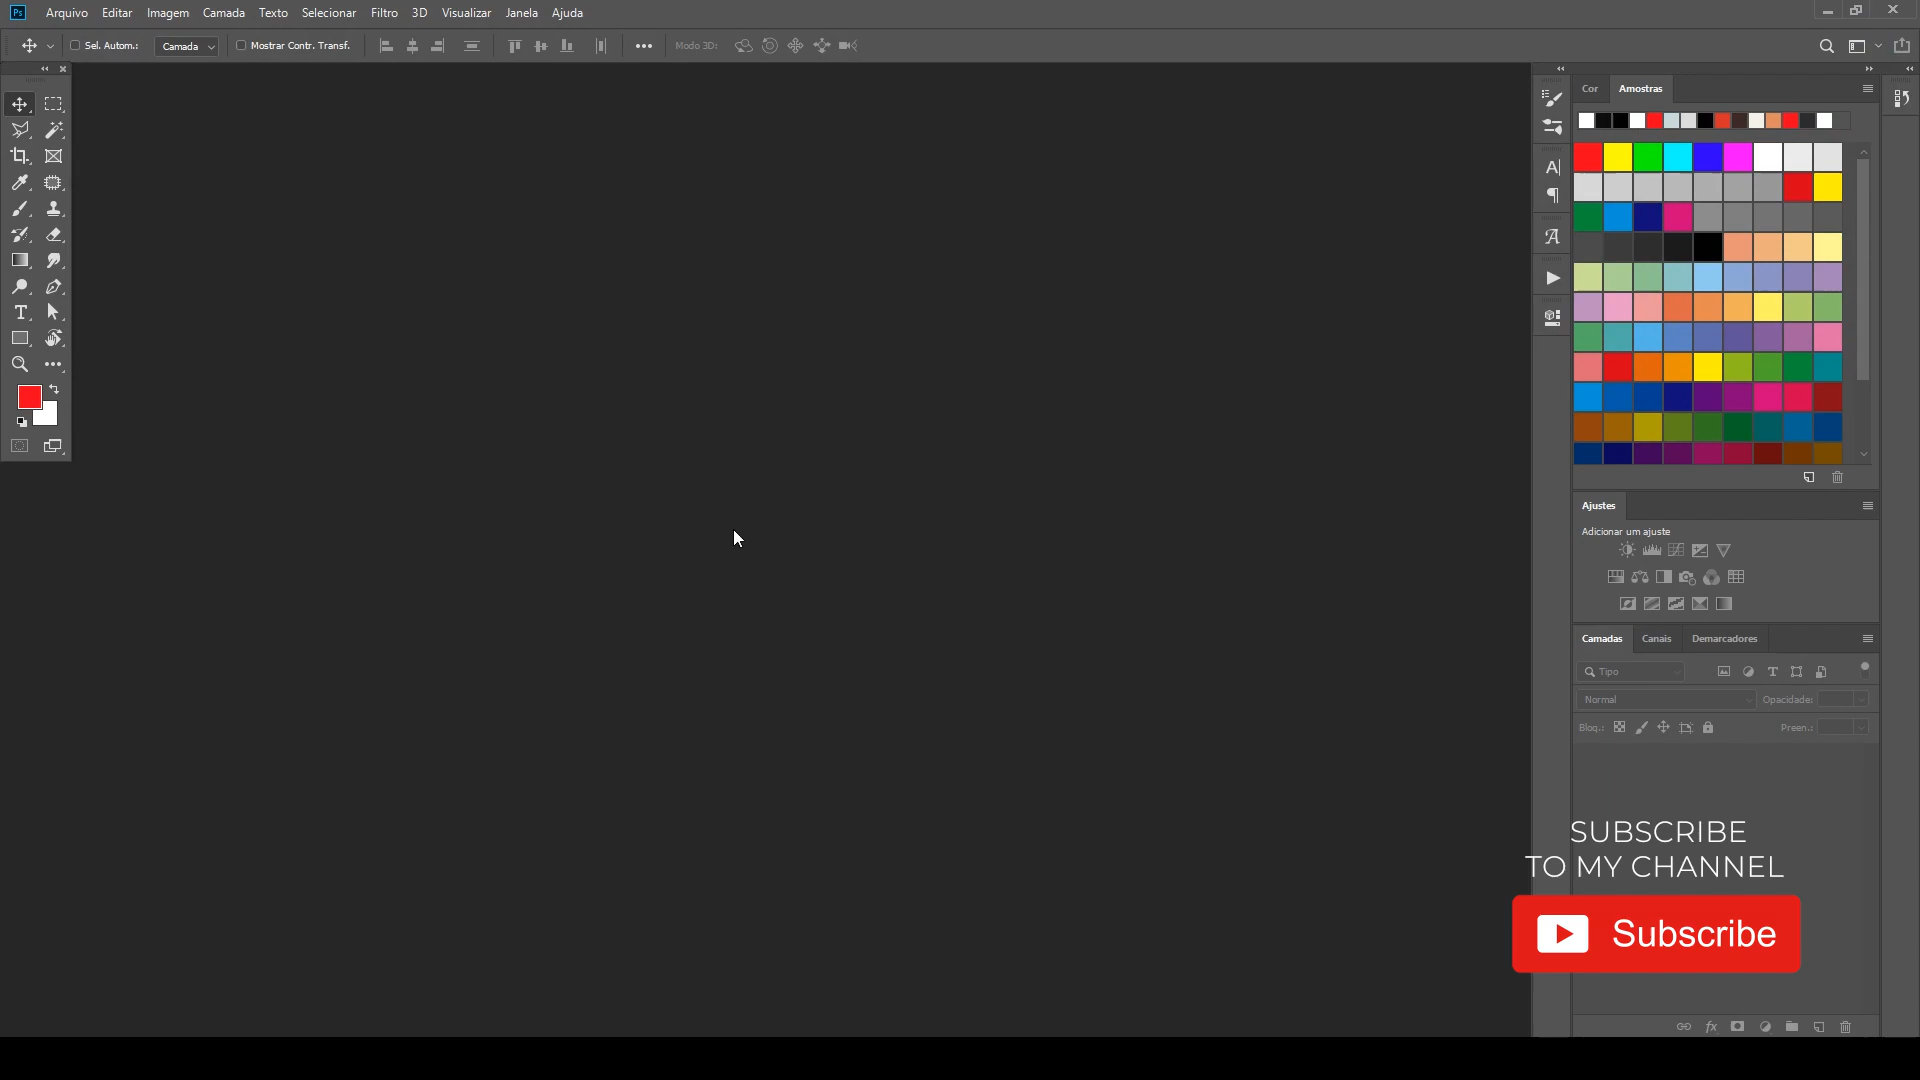 Ps Arquivo Editar Imagem Camada Texto Selecionar Filtro 3D Visualizar Janela Ajuda
Sel. Autom.: Camada Mostrar Contr. Transf. Modo 3D:
Cor Amostras
Ajustes
Adicionar um ajuste
Camadas Canais Demarcadores
Tipo
Normal Opacidade:
Bloq.: Preen.:
SUBSCRIBE
TO MY CHANNEL
Subscribe
fx